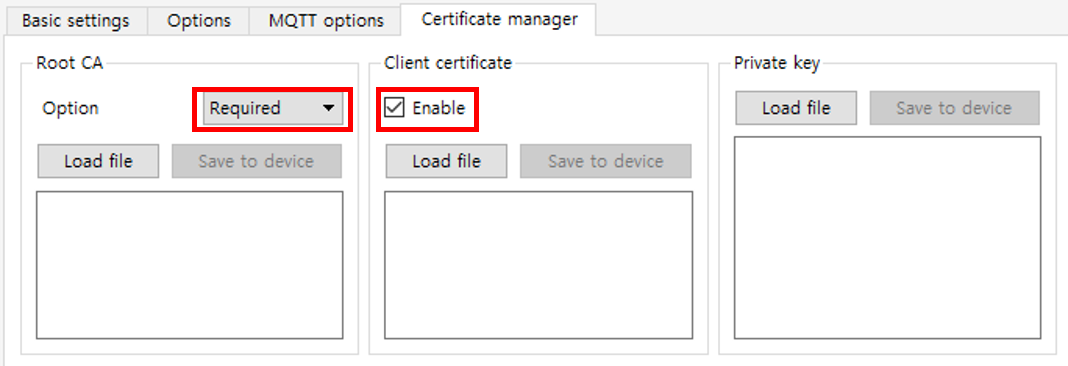 Basic settings
Options
MQTT options
Certificate manager
Root CA
Option
Required
Load file
Save to device
Client certificate
Enable
Load file
Save to device
Private key
Load file
Save to device